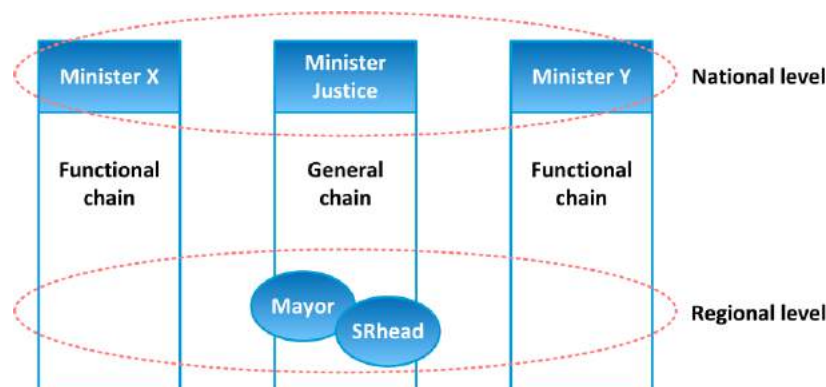 Minister X
Minister
Justice
Minister Y
National level
Functional
chain
General
chain
Functional
chain
Mayor
SRhead
Regional level